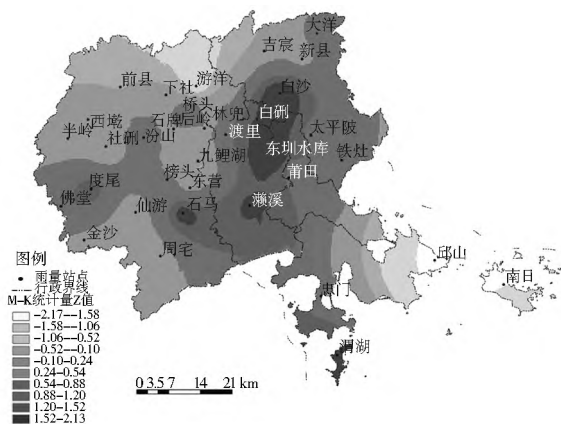 大洋
吉宸
新县
前县
下社
游洋
白沙
桥头
西墘
石牌
后岭
林兜
白刪
半岭
社刪
汾山
渡里
太平陂
东圳水库
九鲤湖
铁灶
榜头
莆田
度尾
东营
佛堂
仙游
石马
濑溪
金沙
周宅
邱山
南日
忠门
湄湖
图例
雨量站点
行政界线
M-K统计量Z值
-2.17--1.58
-1.58--1.06
-1.06--0.52
-0.52--0.10
-0.10-0.24
0.24-0.54
0.54-0.88
0.88-1.20
1.20-1.52
1.52-2.13
0 3.5 7 14 21 km